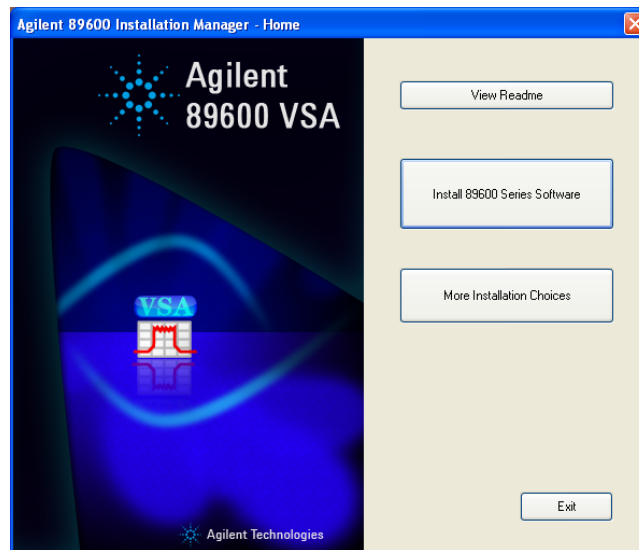 Agilent 89600 Installation Manager - Home
Agilent
89600 VSA
VSA
Agilent Technologies
View Readme
Install 89600 Series Software
More Installation Choices
Exit